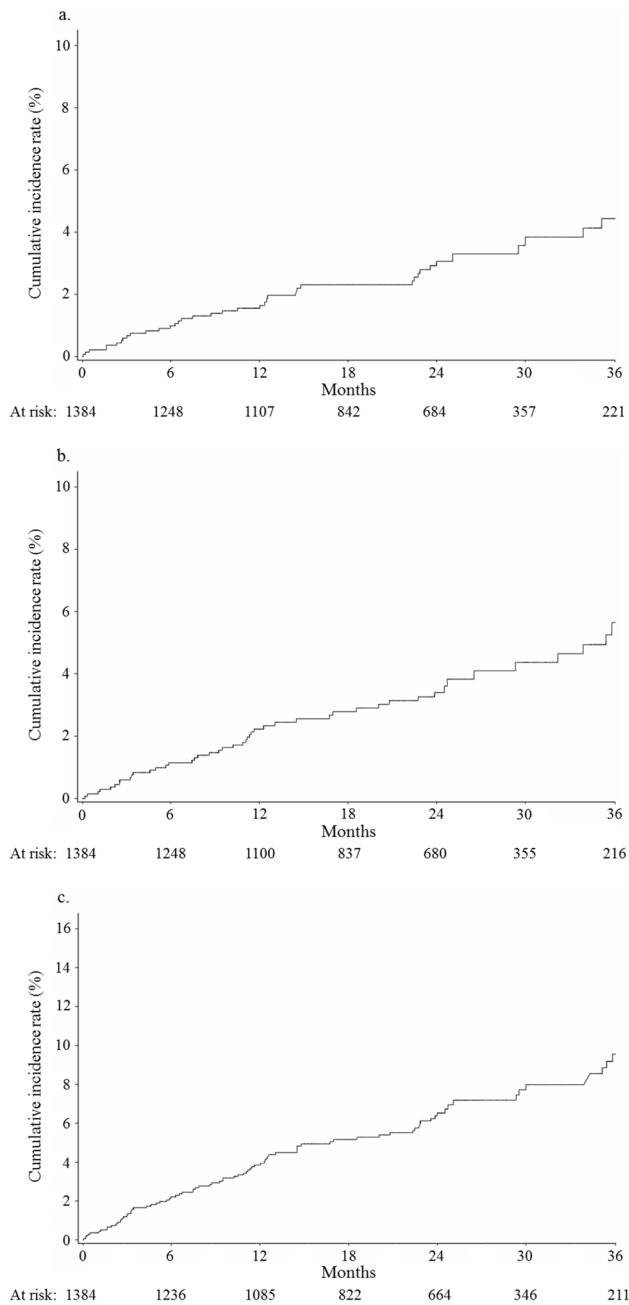 a.
Cumulative incidence rate (%)
10
8
6
4
2
0
0 6 12 18 24 30 36
Months
At risk: 1384 1248 1107 842 684 357 221
b.
Cumulative incidence rate (%)
10
8
6
4
2
0
0 6 12 18 24 30 36
Months
At risk: 1384 1248 1100 837 680 355 216
c.
Cumulative incidence rate (%)
16
14
12
10
8
6
4
2
0
0 6 12 18 24 30 36
Months
At risk: 1384 1236 1085 822 664 346 211